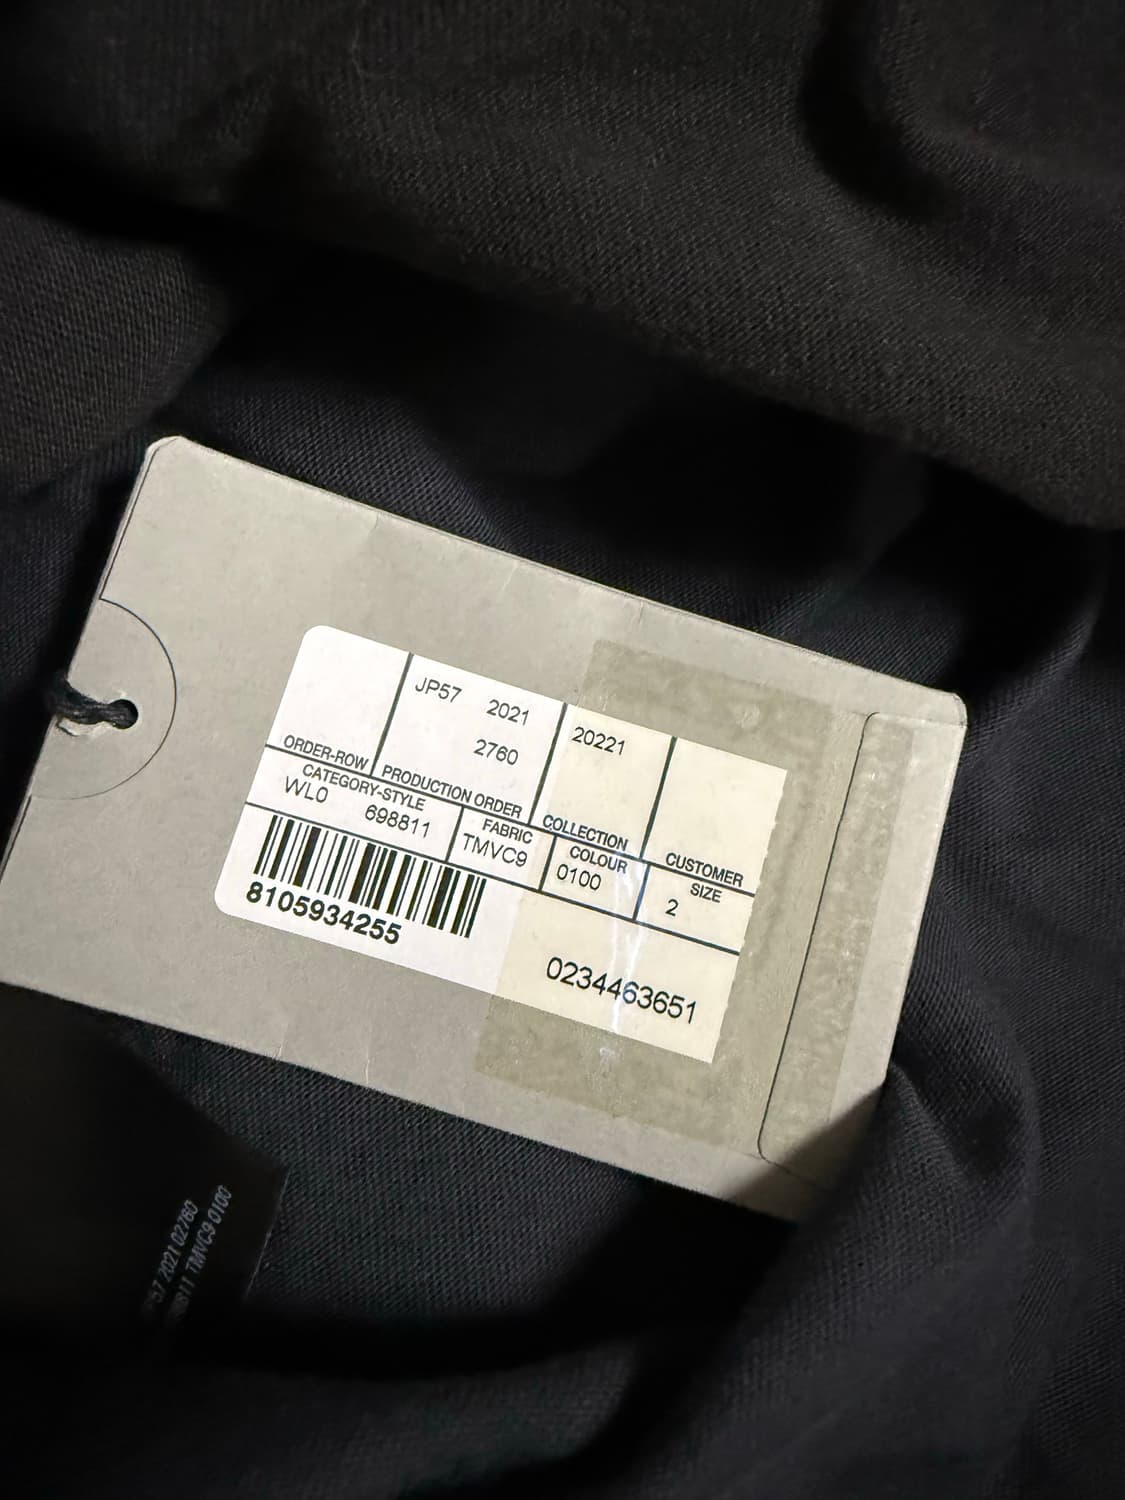 JP57 2021 20221
2760
ORDER-ROW PRODUCTION ORDER COLLECTION CUSTOMER
CATEGORY-STYLE FABRIC COLOUR SIZE
WL0 698811 TMVC9 0100 2
8105934255
0234463651
57 2021 02760
TMVC9 0100